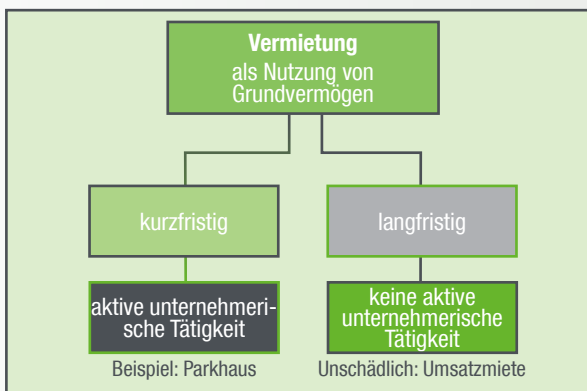 Vermietung
als Nutzung von
Grundvermögen
kurzfristig
langfristig
aktive unternehmeri-
sche Tätigkeit
keine aktive
unternehmerische
Tätigkeit
Beispiel: Parkhaus
Unschädlich: Umsatzmiete